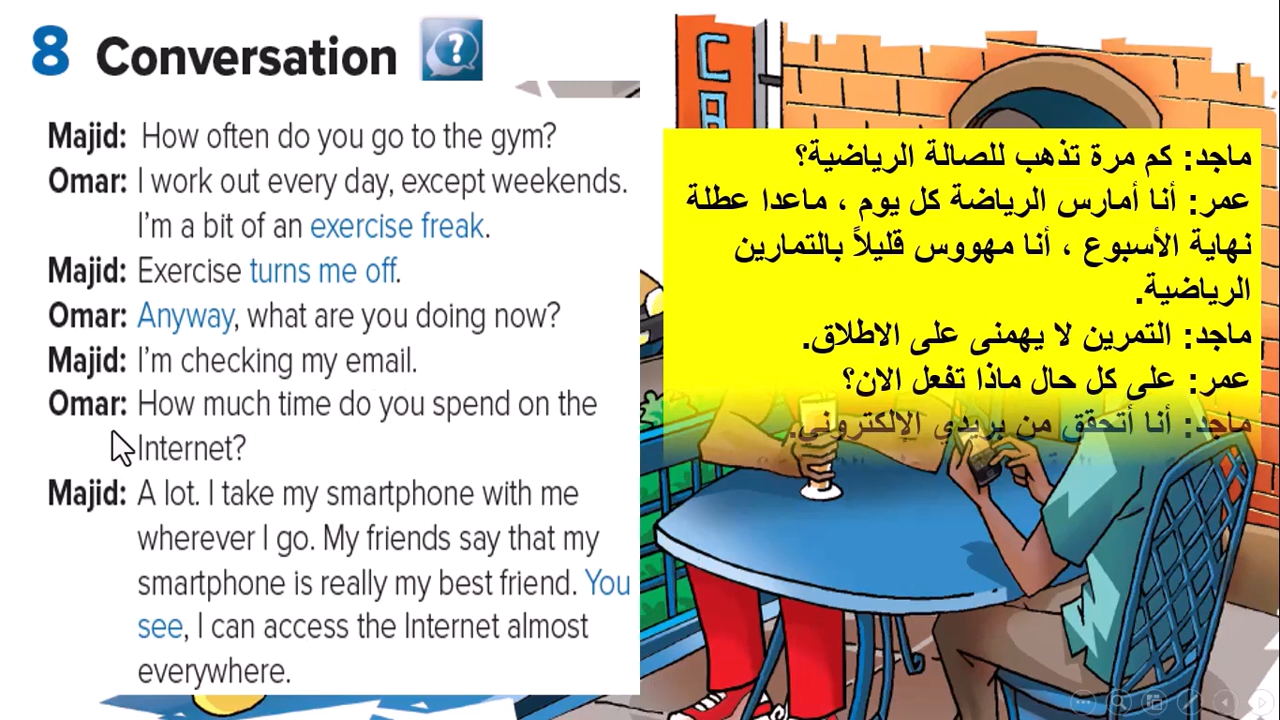 8 Conversation
?
Majid: How often do you go to the gym?
Omar: I work out every day, except weekends.
I'm a bit of an exercise freak.
Majid: Exercise turns me off.
Omar: Anyway, what are you doing now?
Majid: I'm checking my email.
Omar: How much time do you spend on the
Internet?
Majid: A lot. I take my smartphone with me
wherever I go. My friends say that my
smartphone is really my best friend. You
see, I can access the Internet almost
everywhere.
CA
ماجد: كم مرة تذهب للصالة الرياضية؟
عمر: أنا أمارس الرياضة كل يوم ، ماعدا عطلة
نهاية الأسبوع ، أنا مهووس قليلاً بالتمارين
الرياضية.
ماجد: التمرين لا يهمنى على الاطلاق.
عمر: على كل حال ماذا تفعل الان؟
ماجد: أنا أتحقق من بريدي الإلكتروني.